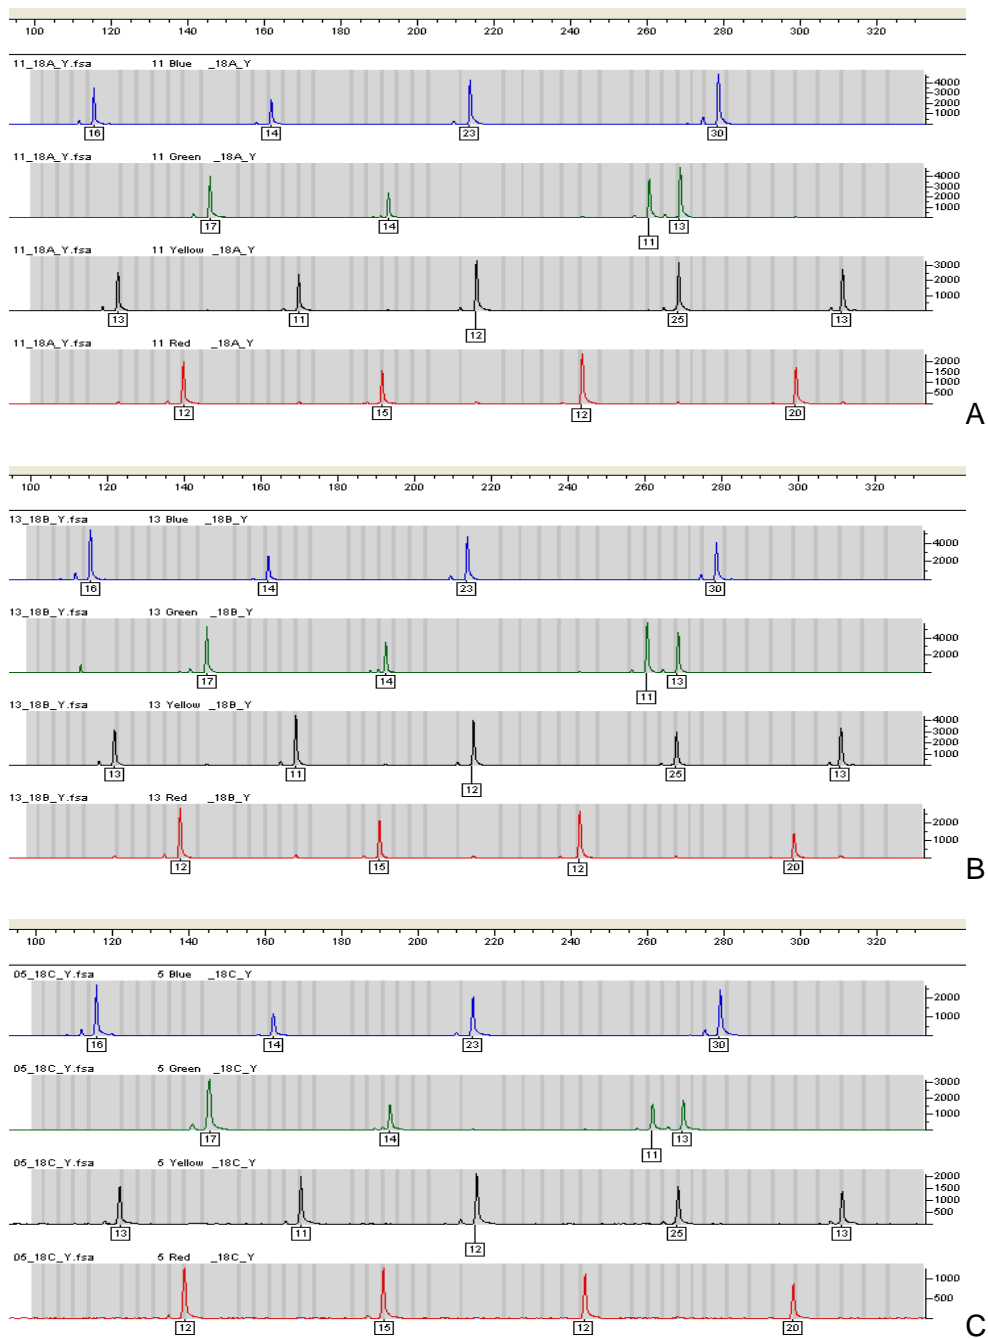 100 120 140 160 180 200 220 240 260 280 300 320
11_18A_Y.fsa 11 Blue _18A_Y
4000
3000
2000
1000
16 14 23 30
11_18A_Y.fsa 11 Green _18A_Y
4000
3000
2000
1000
17 14 11 13
11_18A_Y.fsa 11 Yellow _18A_Y
3000
2000
1000
13 11 12 25 13
11_18A_Y.fsa 11 Red _18A_Y
2000
1500
1000
500
12 15 12 20
A
100 120 140 160 180 200 220 240 260 280 300 320
13_18B_Y.fsa 13 Blue _18B_Y
4000
2000
16 14 23 30
13_18B_Y.fsa 13 Green _18B_Y
4000
2000
17 14 11 13
13_18B_Y.fsa 13 Yellow _18B_Y
4000
3000
2000
1000
13 11 12 25 13
13_18B_Y.fsa 13 Red _18B_Y
2000
1000
12 15 12 20
B
100 120 140 160 180 200 220 240 260 280 300 320
05_18C_Y.fsa 5 Blue _18C_Y
2000
1000
16 14 23 30
05_18C_Y.fsa 5 Green _18C_Y
3000
2000
1000
17 14 11 13
05_18C_Y.fsa 5 Yellow _18C_Y
2000
1500
1000
500
13 11 12 25 13
05_18C_Y.fsa 5 Red _18C_Y
1000
500
12 15 12 20
C